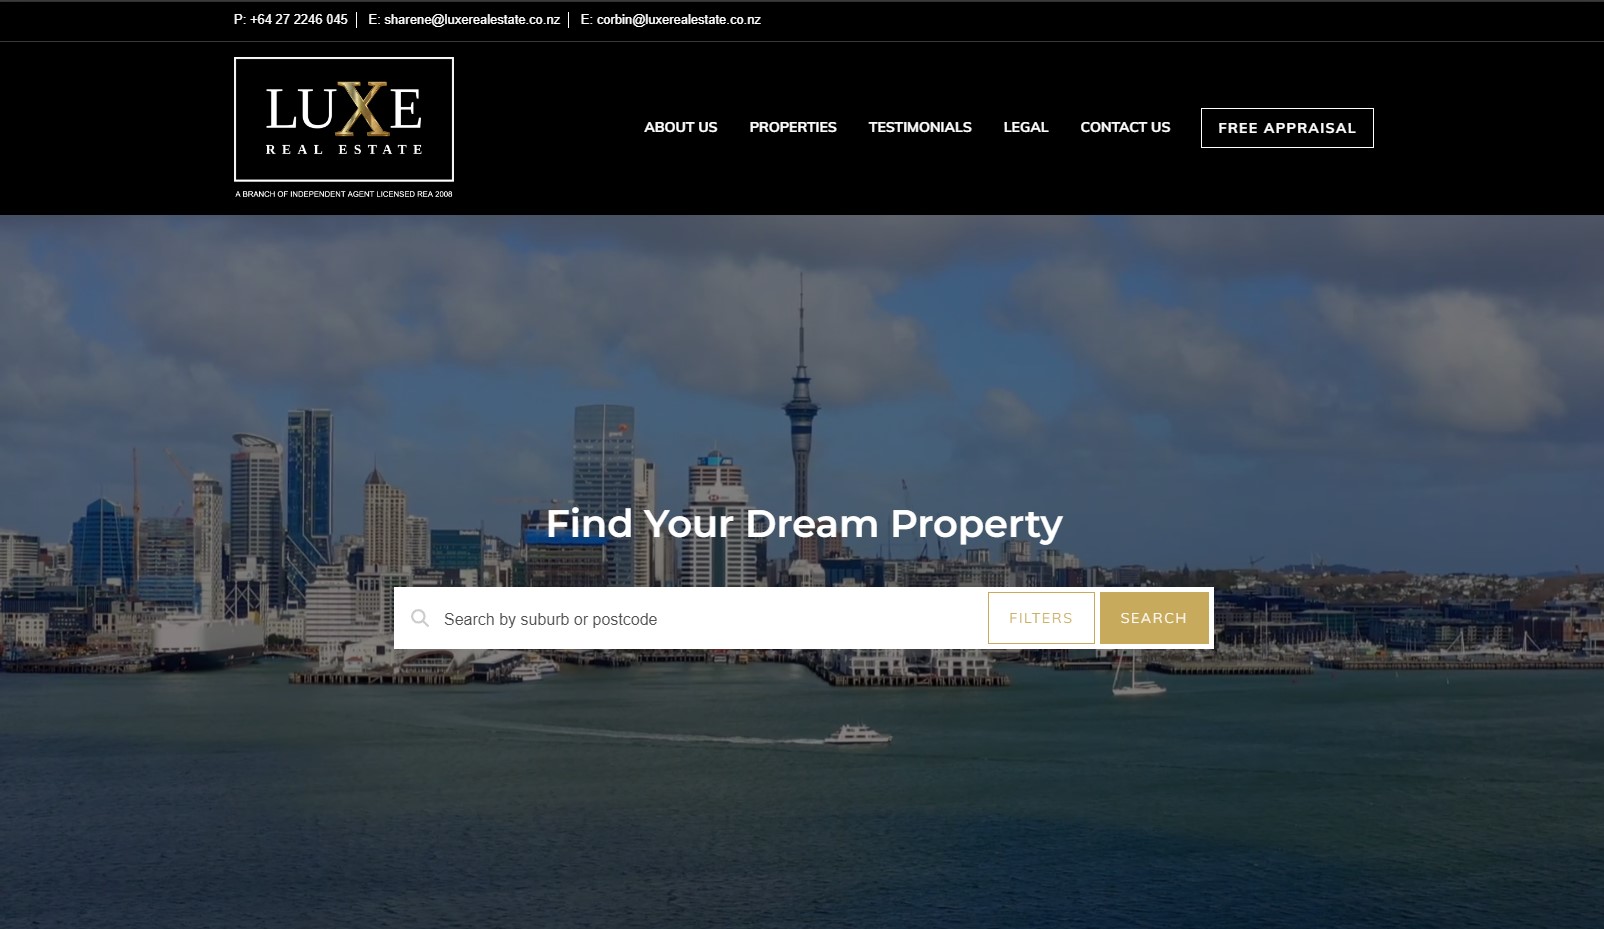 P: +64 27 2246 045 | E: sharene@luxerealestate.co.nz | E: corbin@luxerealestate.co.nz
LUXE
REAL ESTATE
A BRANCH OF INDEPENDENT AGENT LICENSED REA 2008
ABOUT US PROPERTIES TESTIMONIALS LEGAL CONTACT US FREE APPRAISAL
HSBC
Find Your Dream Property
Search by suburb or postcode FILTERS SEARCH